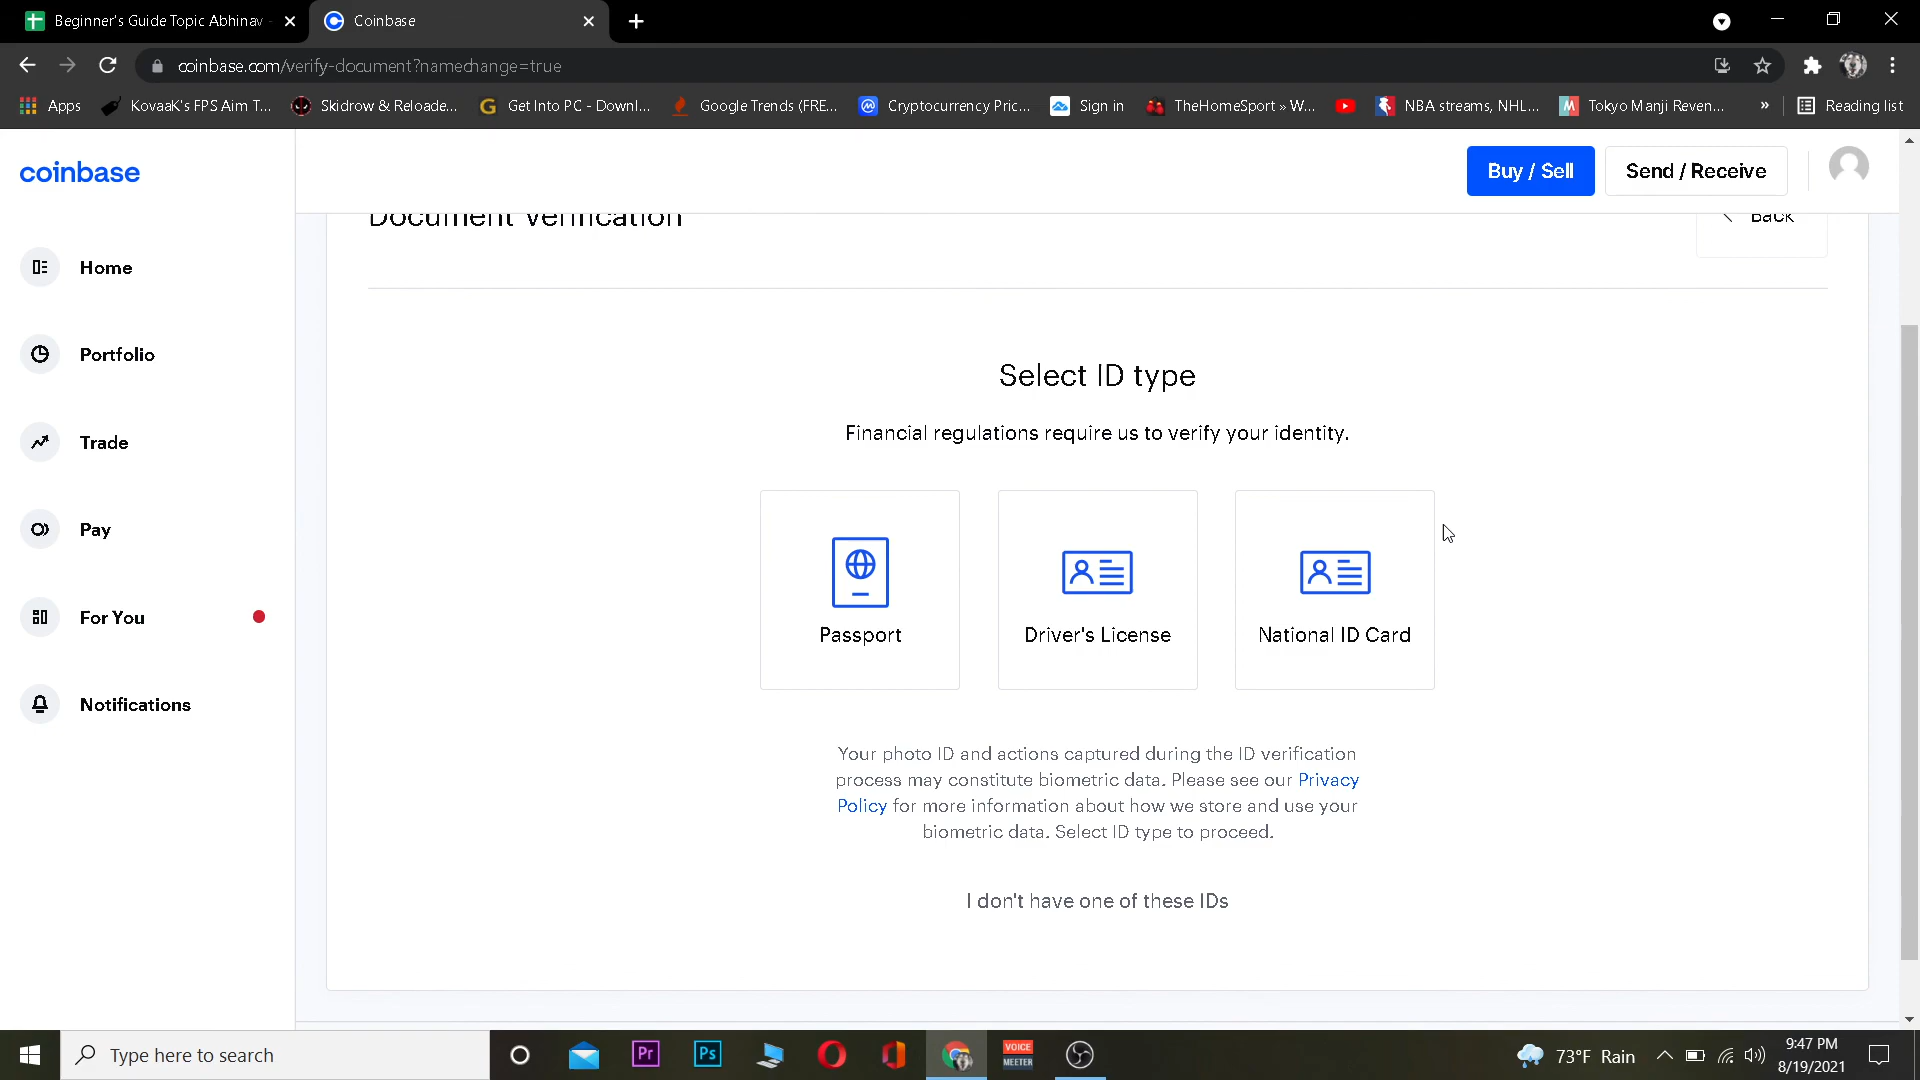 Beginner's Guide Topic Abhinav -
Coinbase
coinbase.com/verify-document?namechange=true
Apps
KovaaK's FPS Aim T...
Skidrow & Reloade...
Get Into PC - Downl...
Google Trends (FRE...
Cryptocurrency Pric...
Sign in
TheHomeSport » W...
NBA streams, NHL...
Tokyo Manji Reven...
»
Reading list
coinbase
Buy / Sell
Send / Receive
Document Verification
Back
Home
Portfolio
Trade
Pay
For You
Notifications
Select ID type
Financial regulations require us to verify your identity.
Passport
Driver's License
National ID Card
Your photo ID and actions captured during the ID verification
process may constitute biometric data. Please see our Privacy
Policy for more information about how we store and use your
biometric data. Select ID type to proceed.
I don't have one of these IDs
Type here to search
Pr
Ps
VOICE
MEETER
73°F Rain
9:47 PM
8/19/2021